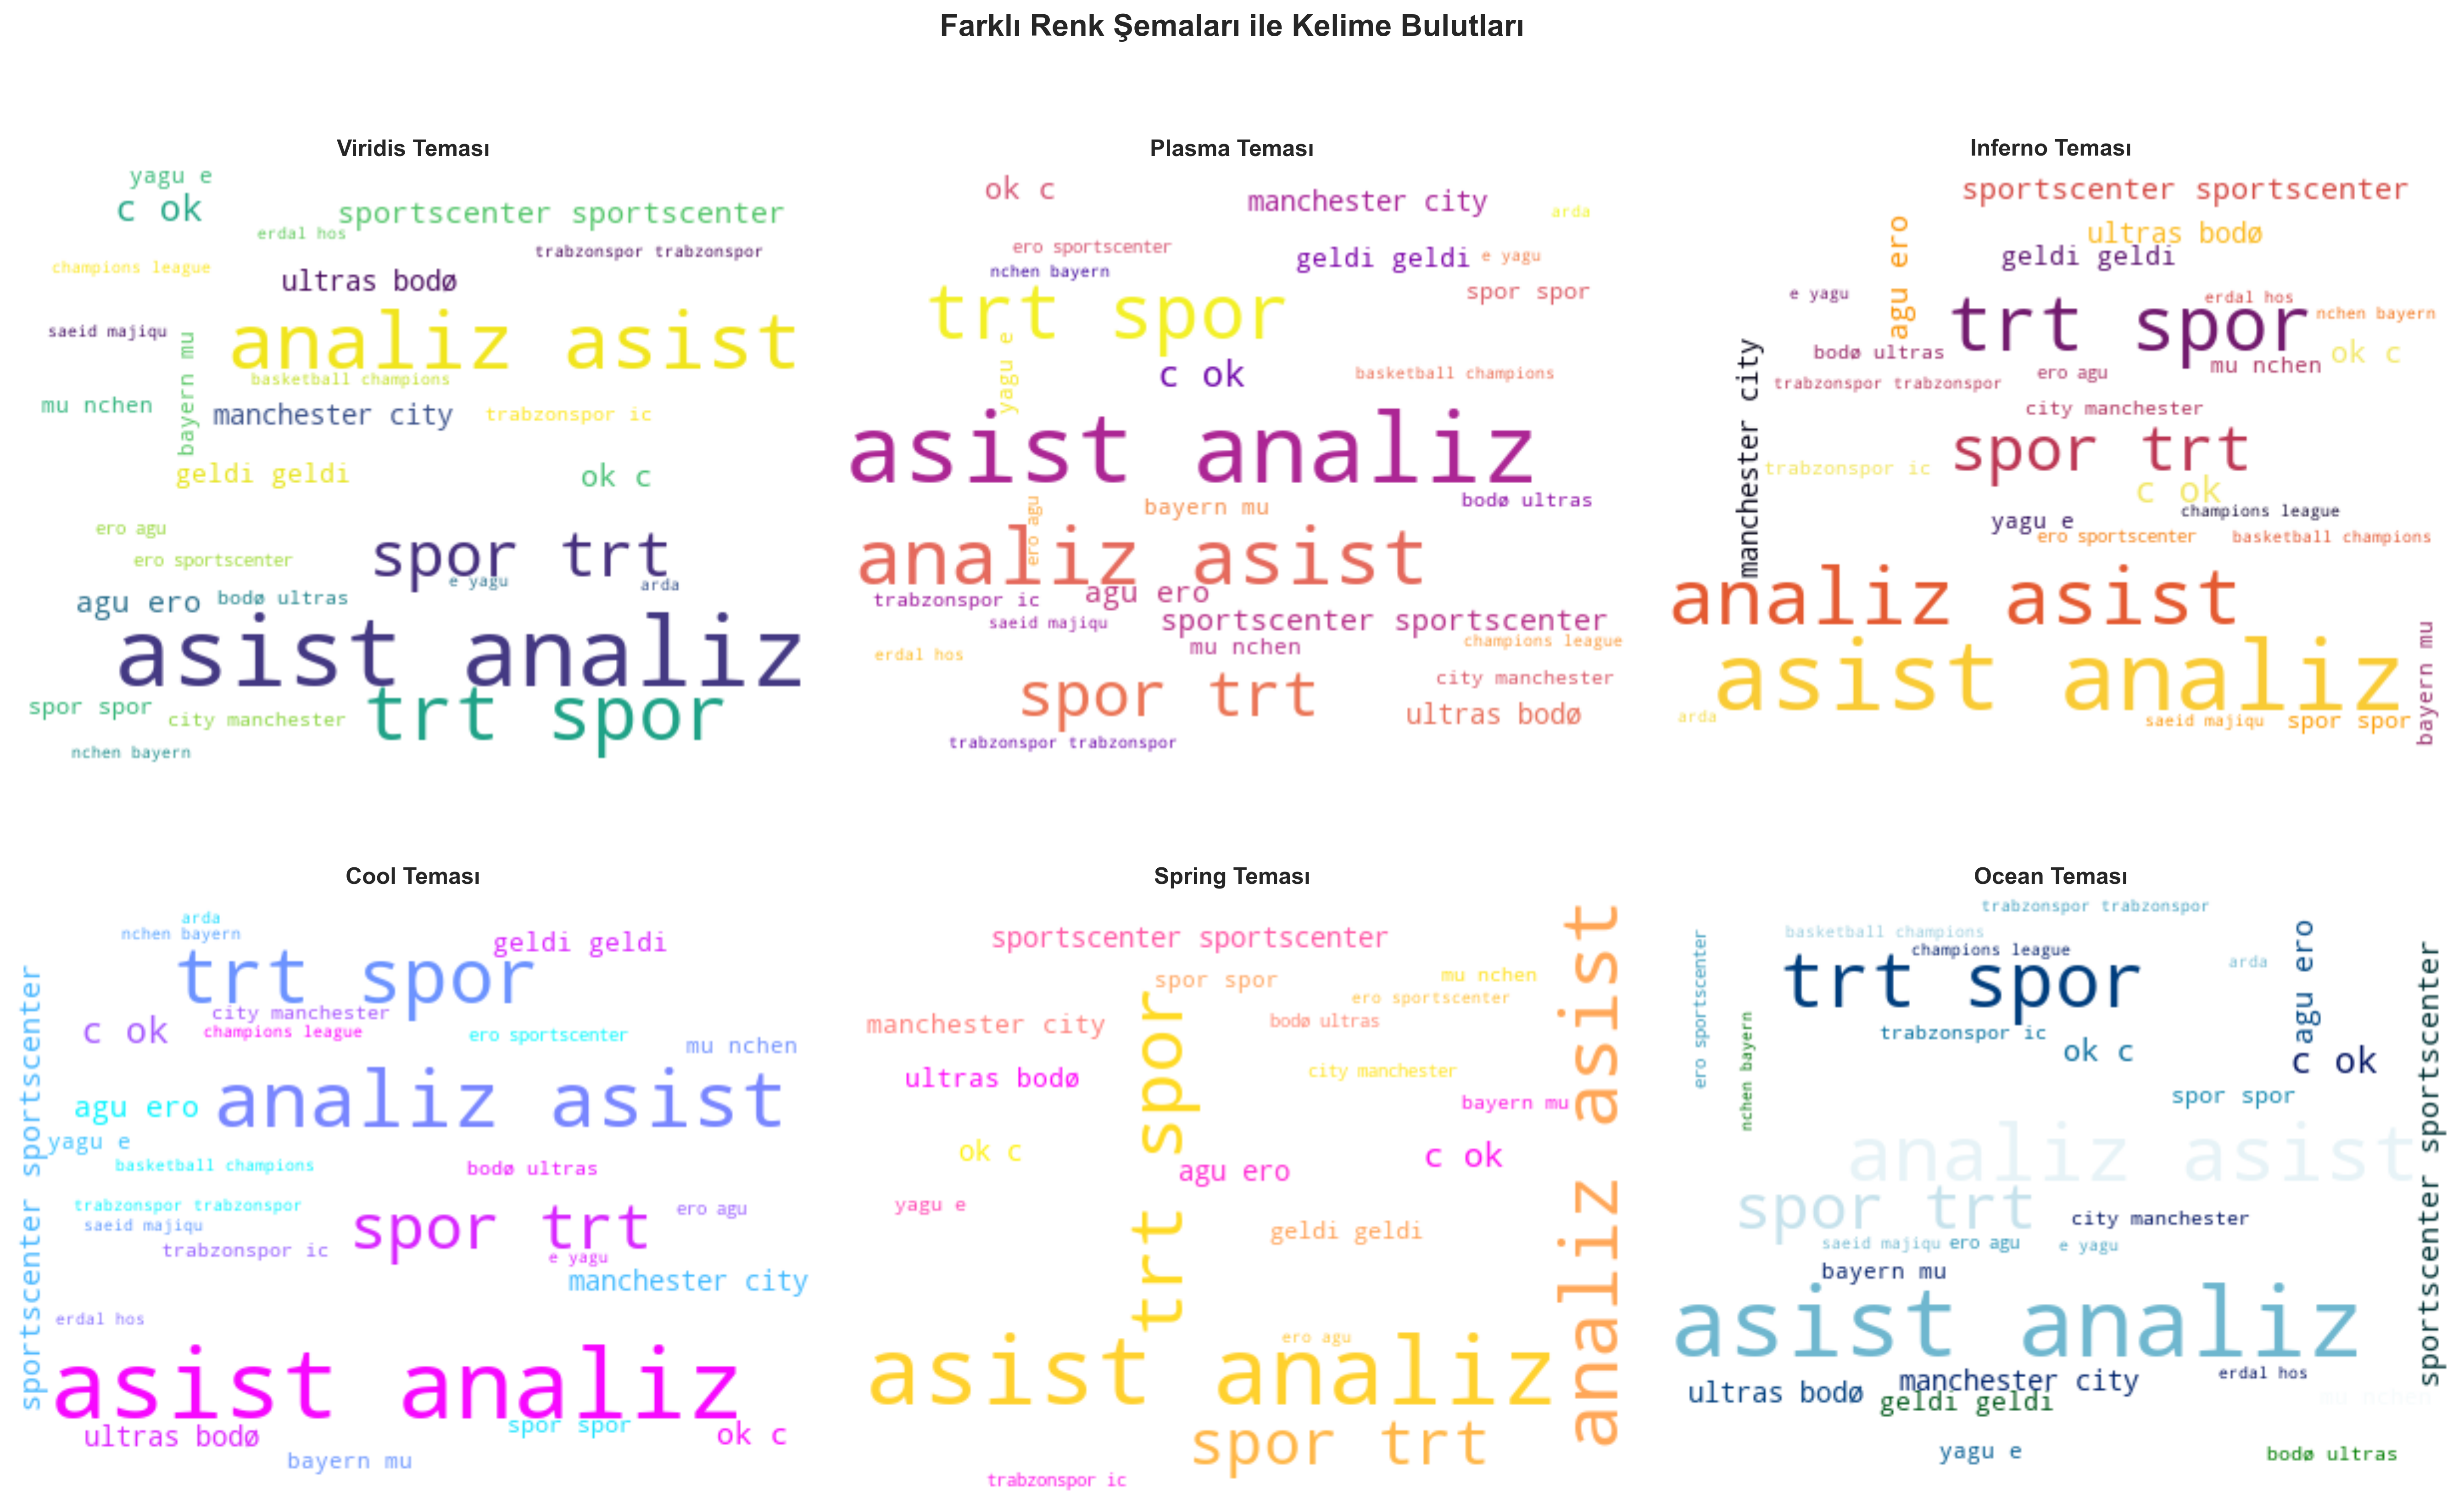 Farklı Renk Şemaları ile Kelime Bulutları
Viridis Teması
yagu e
c ok
sportscenter sportscenter
erdal hos
trabzonspor trabzonspor
champions league
ultras bodø
saeid majiqu
analiz asist
bayern mu
basketball champions
mu nchen
manchester city
trabzonspor ic
geldi geldi
ok c
ero agu
spor trt
ero sportscenter
e yagu
arda
agu ero
bodø ultras
asist analiz
spor spor
city manchester
trt spor
nchen bayern
Plasma Teması
ok c
manchester city
arda
ero sportscenter
geldi geldi
e yagu
nchen bayern
spor spor
trt spor
yagu e
c ok
basketball champions
asist analiz
bodø ultras
ero agu
bayern mu
analiz asist
agu ero
trabzonspor ic
saeid majiqu
sportscenter sportscenter
champions league
mu nchen
erdal hos
city manchester
spor trt
ultras bodø
trabzonspor trabzonspor
Inferno Teması
sportscenter sportscenter
agu ero
ultras bodø
geldi geldi
e yagu
erdal hos
nchen bayern
trt spor
bodø ultras
ok c
mu nchen
ero agu
trabzonspor trabzonspor
manchester city
city manchester
spor trt
trabzonspor ic
c ok
champions league
yagu e
ero sportscenter
basketball champions
analiz asist
asist analiz
bayern mu
arda
saeid majiqu
spor spor
Cool Teması
arda
nchen bayern
geldi geldi
trt spor
sportscenter sportscenter
city manchester
c ok
champions league
ero sportscenter
mu nchen
analiz asist
agu ero
yagu e
basketball champions
bodø ultras
trabzonspor trabzonspor
ero agu
saeid majiqu
spor trt
trabzonspor ic
e yagu
manchester city
erdal hos
asist analiz
spor spor
ultras bodø
ok c
bayern mu
Spring Teması
sportscenter sportscenter
analiz asist
spor spor
mu nchen
ero sportscenter
trt spor
manchester city
bodø ultras
ultras bodø
city manchester
bayern mu
ok c
c ok
agu ero
yagu e
geldi geldi
ero agu
asist analiz
spor trt
trabzonspor ic
Ocean Teması
trabzonspor trabzonspor
basketball champions
ero sportscenter
champions league
arda
agu ero
sportscenter sportscenter
trt spor
nchen bayern
trabzonspor ic
ok c
c ok
spor spor
analiz asist
spor trt
city manchester
saeid majiqu
ero agu
e yagu
bayern mu
asist analiz
manchester city
erdal hos
ultras bodø
geldi geldi
mu nchen
yagu e
bodø ultras